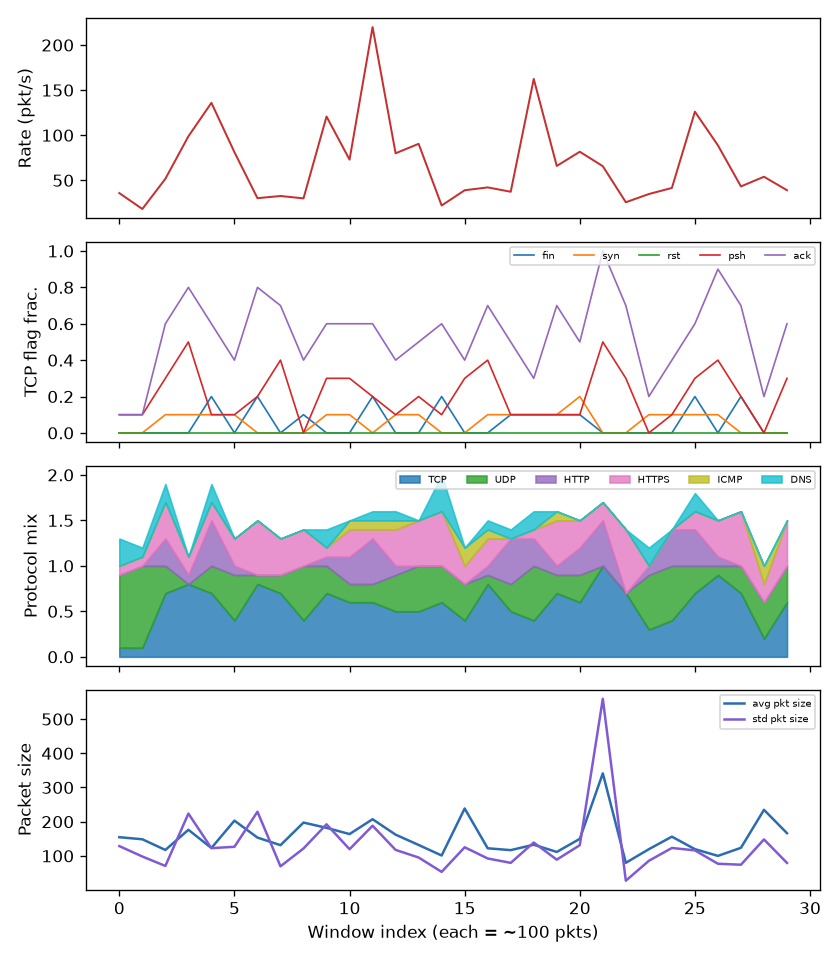 200
150
100
50
Rate (pkt/s)
1.0
0.8
0.6
0.4
0.2
0.0
TCP flag frac.
fin syn rst psh ack
2.0
1.5
1.0
0.5
0.0
Protocol mix
TCP UDP HTTP HTTPS ICMP DNS
500
400
300
200
100
Packet size
avg pkt size
std pkt size
0 5 10 15 20 25 30
Window index (each = ~100 pkts)